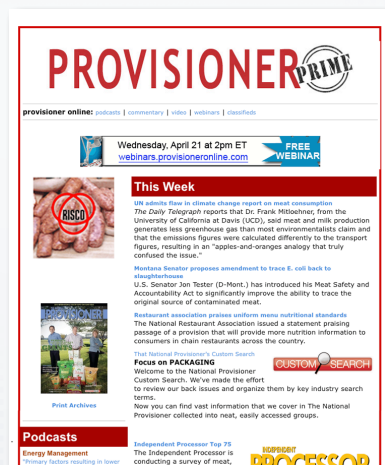 PROVISIONER PRIME
provisioner online: podcasts | commentary | video | webinars | classifieds
Wednesday, April 21 at 2pm ET
webinars.provisioneronline.com
FREE
WEBINAR
RISCO
This Week
UN admits flaw in climate change report on meat consumption
The Daily Telegraph reports that Dr. Frank Mitloehner, from the
University of California at Davis (UCD), said meat and milk production
generates less greenhouse gas than most environmentalists claim and
that the emissions figures were calculated differently to the transport
figures, resulting in an "apples-and-oranges analogy that truly
confused the issue."
Montana Senator proposes amendment to trace E. coli back to
slaughterhouse
U.S. Senator Jon Tester (D-Mont.) has introduced his Meat Safety and
Accountability Act to significantly improve the ability to trace the
original source of contaminated meat.
Restaurant association praises uniform menu nutritional standards
The National Restaurant Association issued a statement praising
passage of a provision that will provide more nutrition information to
consumers in chain restaurants across the country.
That National Provisioner's Custom Search
Focus on PACKAGING
Welcome to the National Provisioner
Custom Search. We've made the effort
to review our back issues and organize them by key industry search
terms.
Now you can find vast information that we cover in The National
Provisioner collected into neat, easily accessed groups.
CUSTOM SEARCH
PROVISIONER
Print Archives
Podcasts
Energy Management
"Primary factors resulting in lower
Independent Processor Top 75
The Independent Processor is
conducting a survey of meat,
INDEPENDENT
PROCESSOR